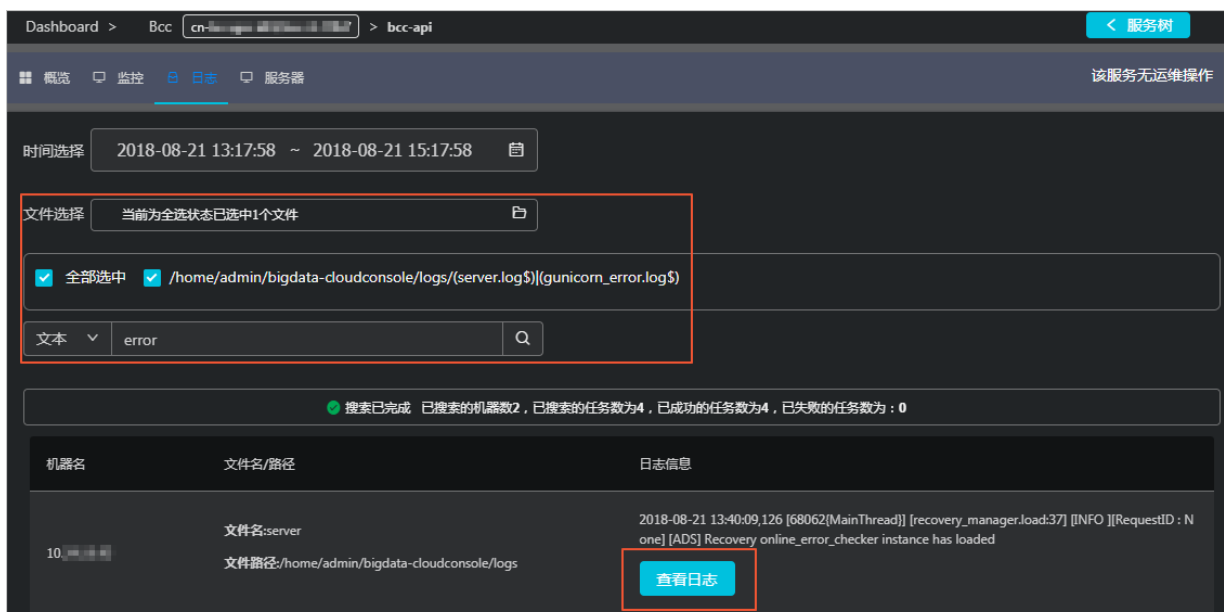 Dashboard > Bcc cn- > bcc-api
服务树
概览 监控 日志 服务器 该服务无运维操作
时间选择 2018-08-21 13:17:58 ~ 2018-08-21 15:17:58
文件选择 当前为全选状态已选中1个文件
全部选中 /home/admin/bigdata-cloudconsole/logs/(server.log$)|(gunicorn_error.log$)
文本 error
搜索已完成 已搜索的机器数2，已搜索的任务数为4，已成功的任务数为4，已失败的任务数为：0
机器名 文件名/路径 日志信息
10.
文件名:server
文件路径:/home/admin/bigdata-cloudconsole/logs
2018-08-21 13:40:09,126 [68062{MainThread}] [recovery_manager.load:37] [INFO ][RequestID : N
one] [ADS] Recovery online_error_checker instance has loaded
查看日志